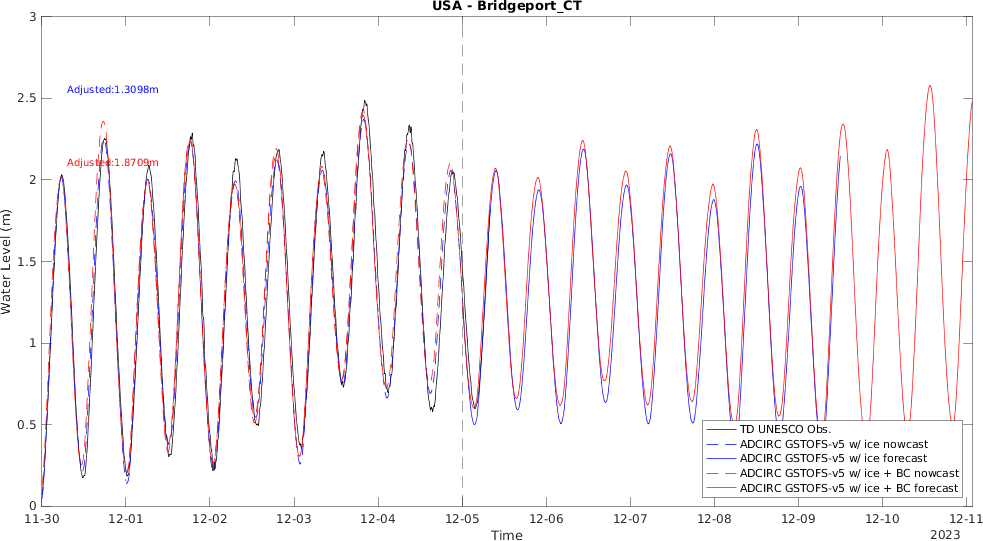 USA - Bridgeport_CT
3
2.5
2
1.5
1
0.5
0
Water Level (m)
Adjusted:1.3098m
Adjusted:1.8709m
TD UNESCO Obs.
ADCIRC GSTOFS-v5 w/ ice nowcast
ADCIRC GSTOFS-v5 w/ ice forecast
ADCIRC GSTOFS-v5 w/ ice + BC nowcast
ADCIRC GSTOFS-v5 w/ ice + BC forecast
11-30 12-01 12-02 12-03 12-04 12-05 12-06 12-07 12-08 12-09 12-10 12-11
Time
2023